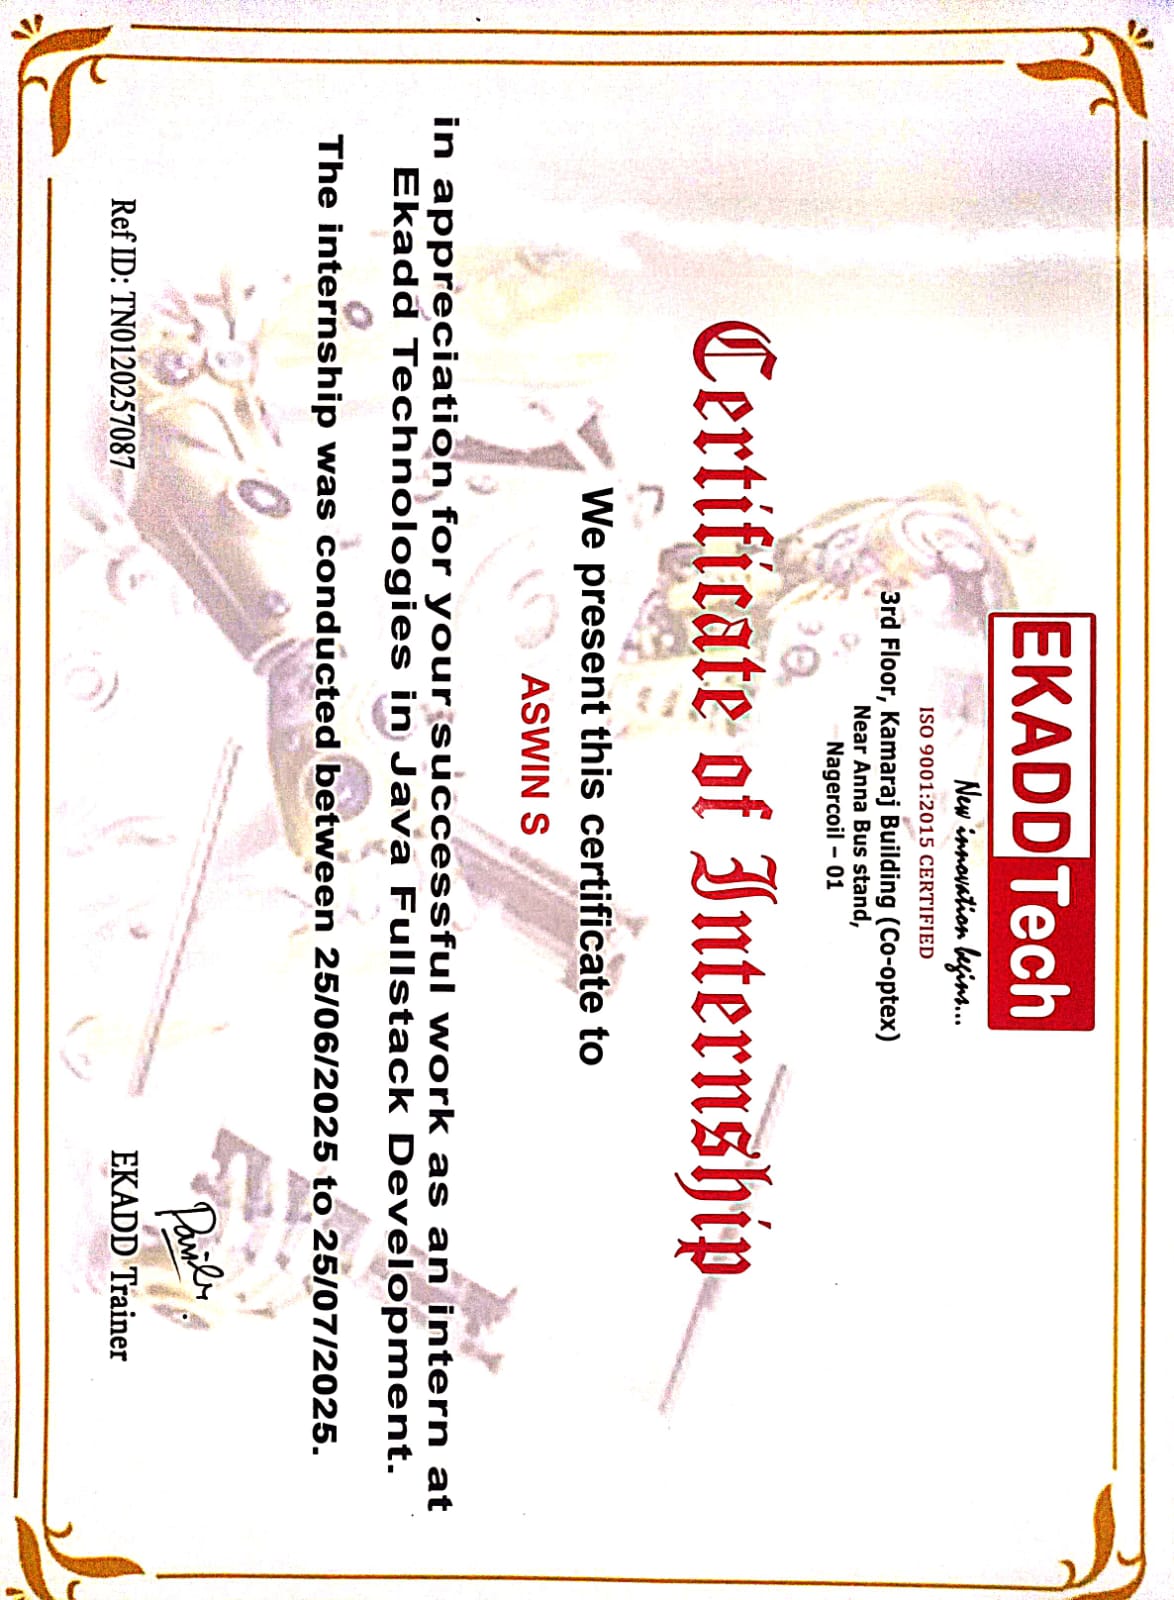 EKADD Tech
New innovation begins...
ISO 9001:2015 CERTIFIED
3rd Floor, Kamaraj Building (Co-optex)
Near Anna Bus stand,
Nagercoil – 01
Certificate of Internship
We present this certificate to
ASWIN S
in appreciation for your successful work as an intern at
Ekadd Technologies in Java Fullstack Development.
The internship was conducted between 25/06/2025 to 25/07/2025.
Ref ID: TN0120257087
EKADD Trainer